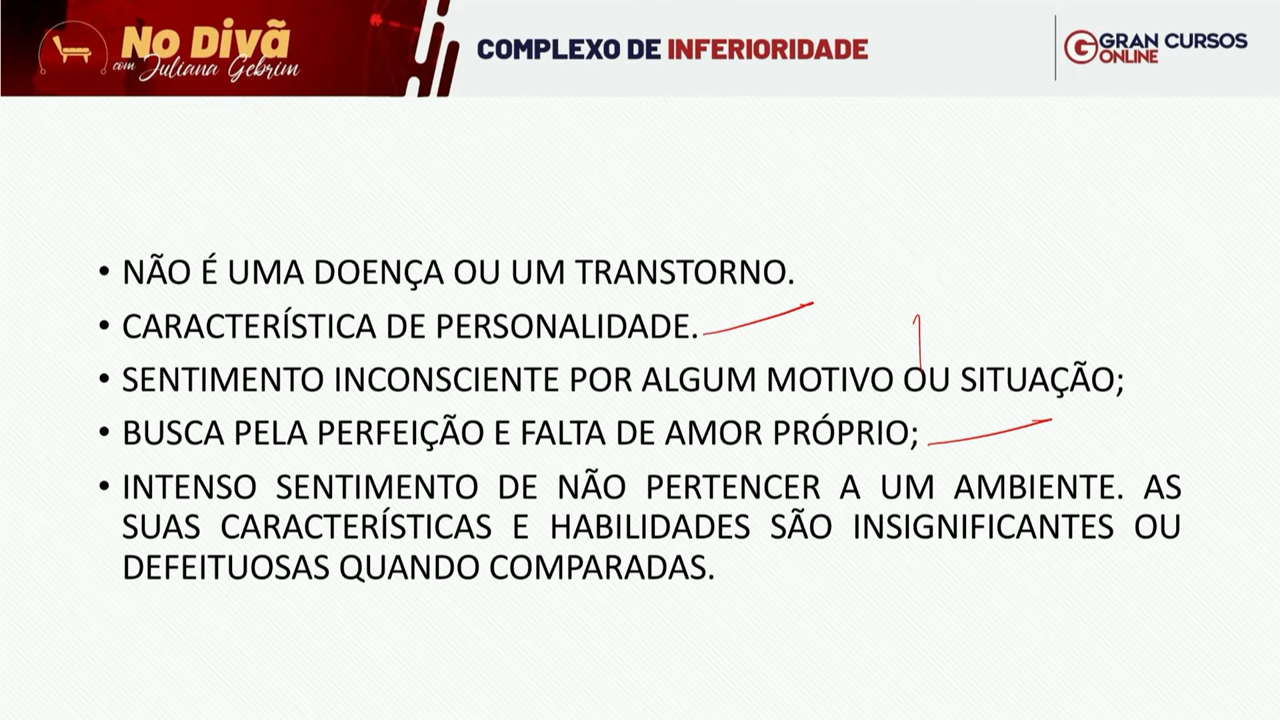 No Divã
com Juliana Gebrim
COMPLEXO DE INFERIORIDADE
GRAN CURSOS
ONLINE
• NÃO É UMA DOENÇA OU UM TRANSTORNO.
• CARACTERÍSTICA DE PERSONALIDADE.
• SENTIMENTO INCONSCIENTE POR ALGUM MOTIVO OU SITUAÇÃO;
• BUSCA PELA PERFEIÇÃO E FALTA DE AMOR PRÓPRIO;
• INTENSO SENTIMENTO DE NÃO PERTENCER A UM AMBIENTE. AS
SUAS CARACTERÍSTICAS E HABILIDADES SÃO INSIGNIFICANTES OU
DEFEITUOSAS QUANDO COMPARADAS.